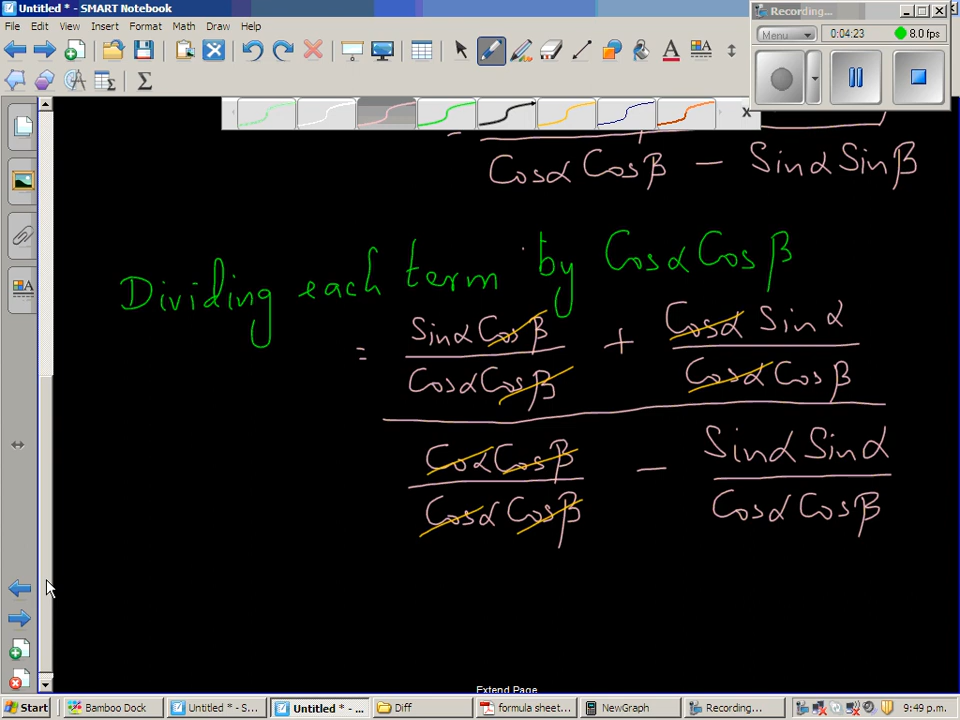 Untitled * - SMART Notebook
Recording...
File Edit View Insert Format Math Draw Help
Menu 0:04:23 8.0 fps
=
Cosα Cosβ − Sinα Sinβ
Dividing each term by Cosα Cosβ
= Sinα Cosβ + Cosα Sinα
Cosα Cosβ Cosα Cosβ
CoαCosβ − Sinα Sinα
Cosα Cosβ Cosα Cosβ
Extend Page
Start Bamboo Dock Untitled * - S... Untitled * - ... Diff formula sheet... NewGraph Recording... 9:49 p.m.